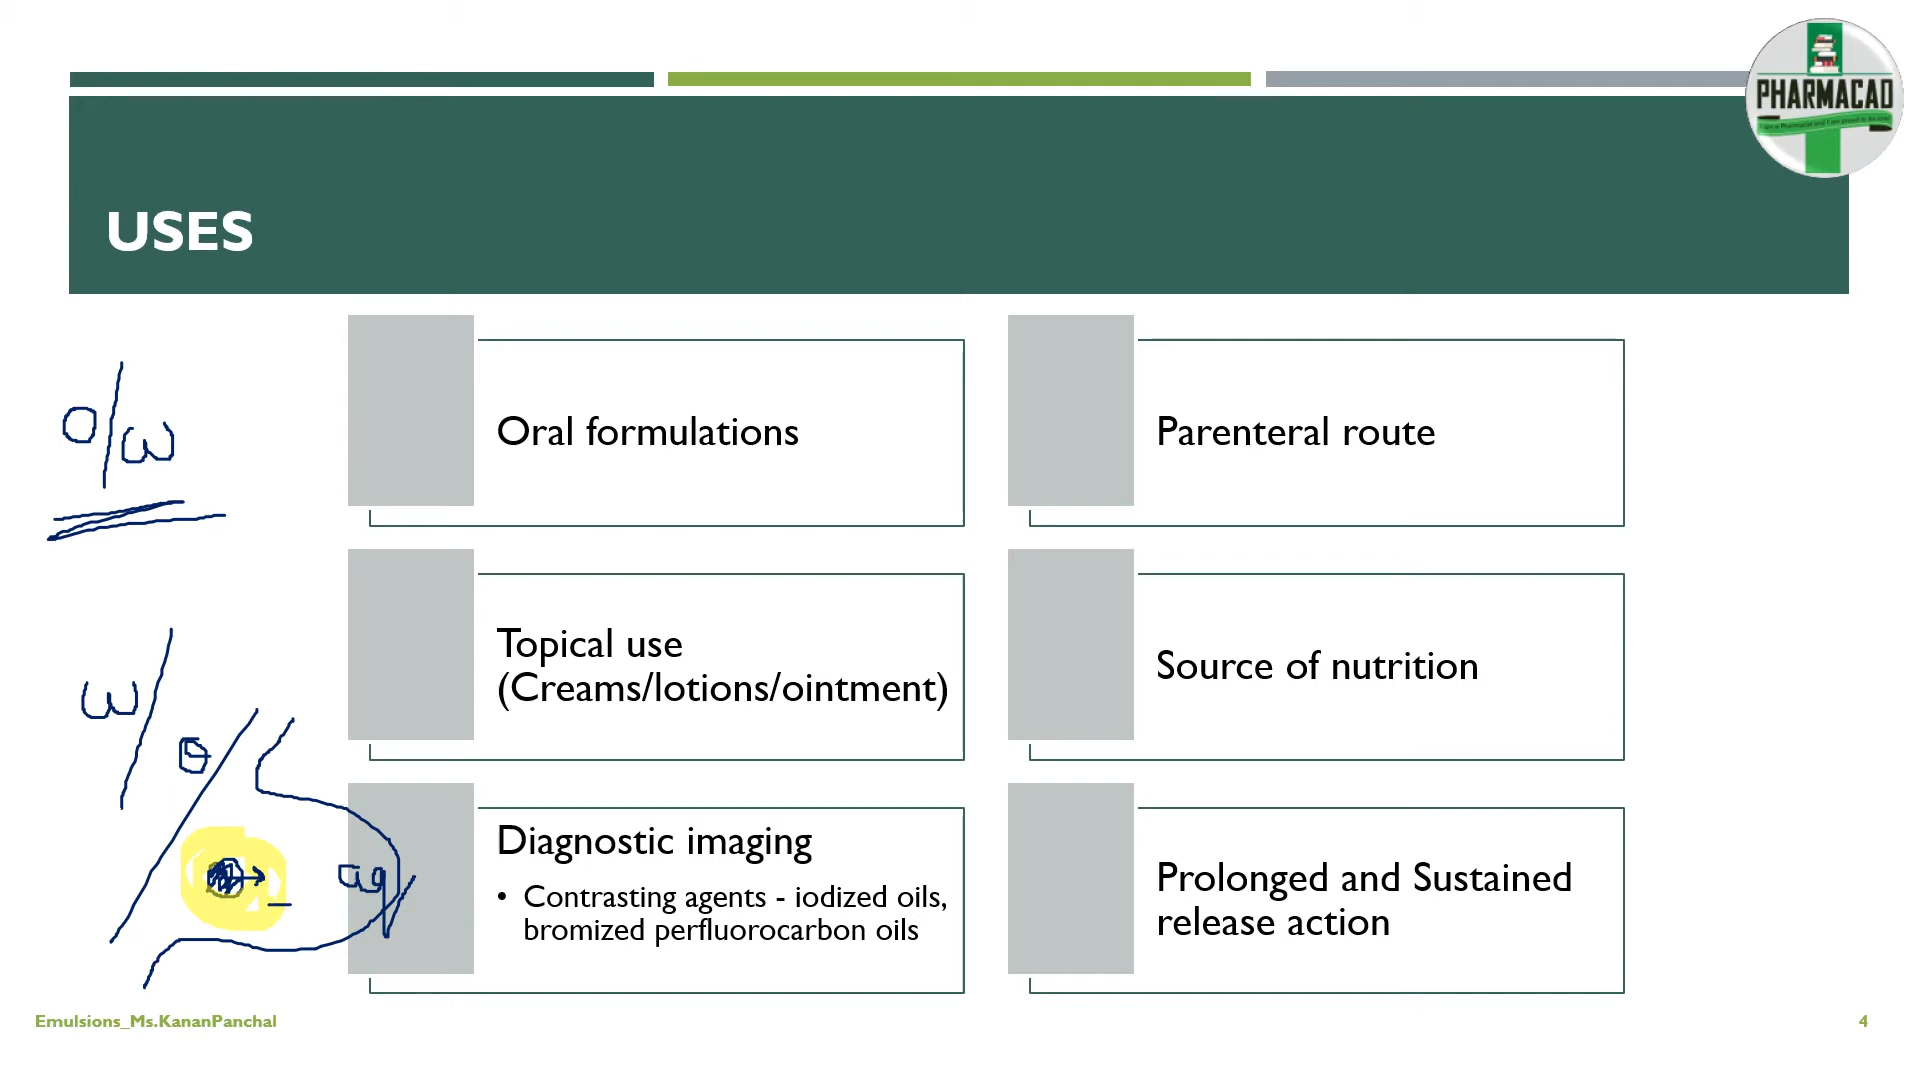 PHARMACAD
USES
o/w
Oral formulations
Parenteral route
w/o
Topical use
(Creams/lotions/ointment)
Source of nutrition
aq
Diagnostic imaging
• Contrasting agents - iodized oils,
bromized perfluorocarbon oils
Prolonged and Sustained
release action
Emulsions_Ms.KananPanchal
4